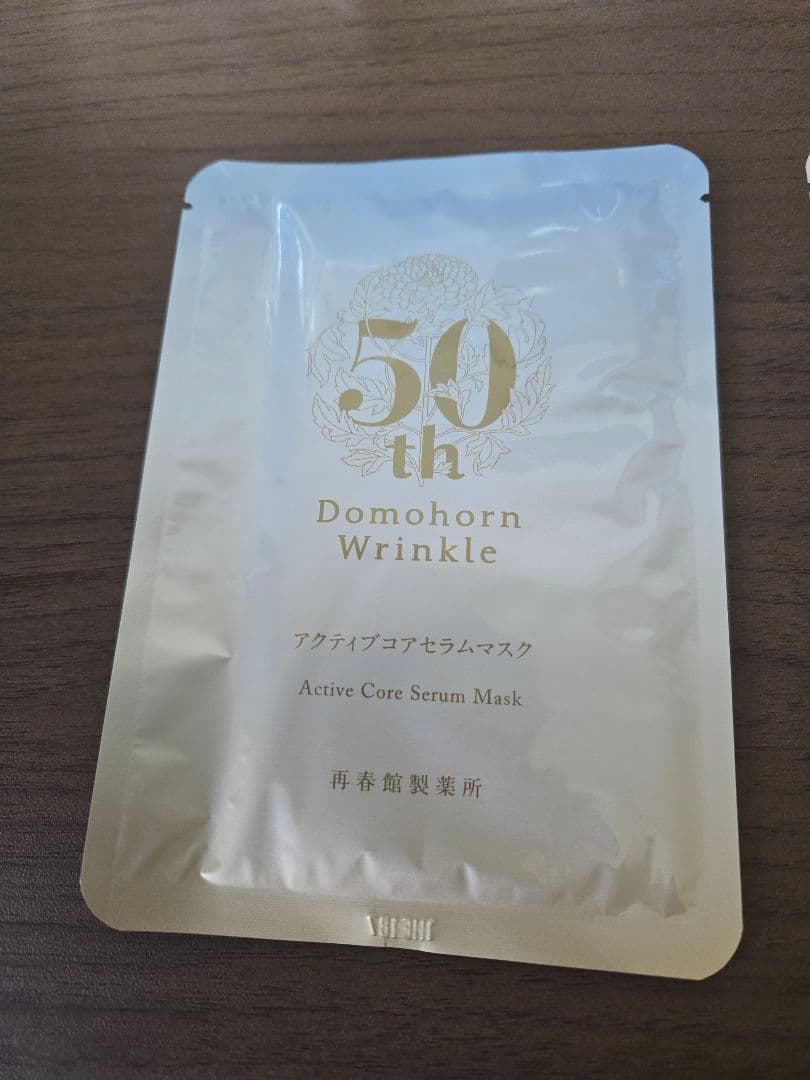 50
th
Domohorn
Wrinkle
アクティブコアセラムマスク
Active Core Serum Mask
再春館製薬所